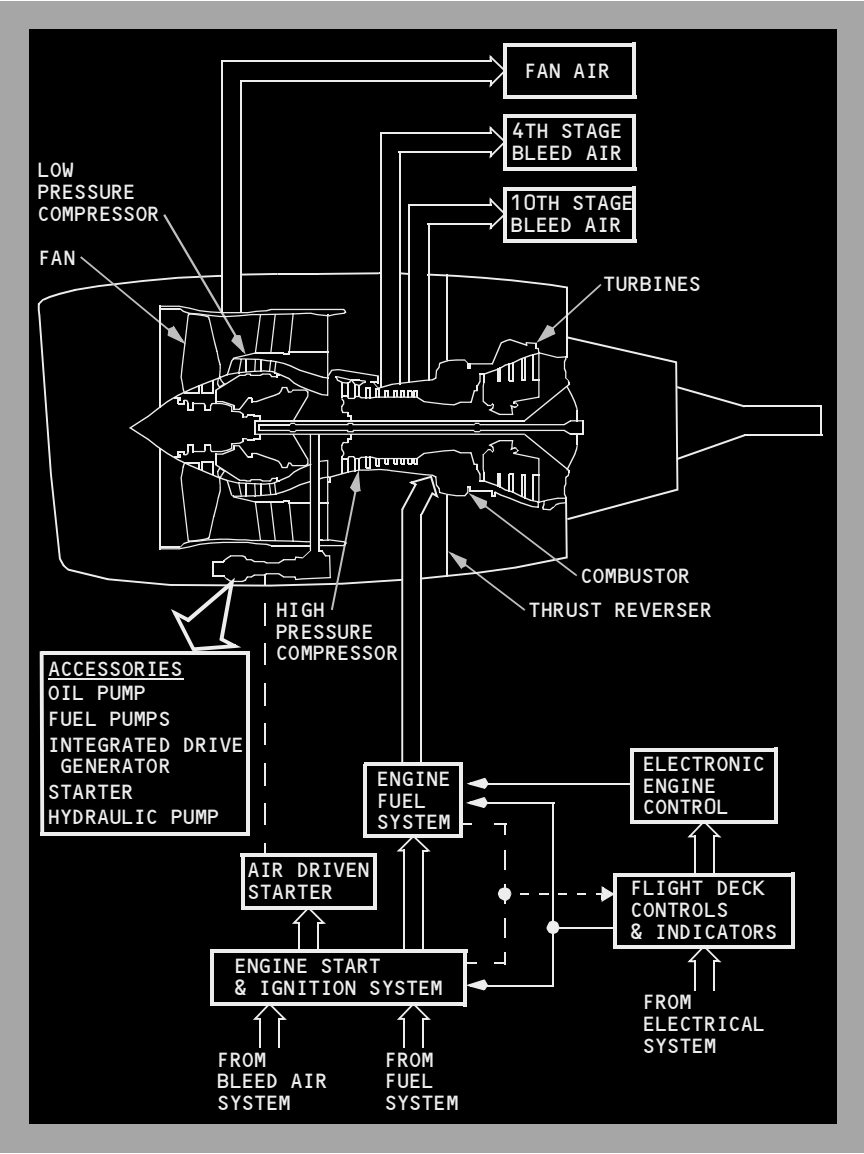 FAN AIR
4TH STAGE
BLEED AIR
10TH STAGE
BLEED AIR
LOW
PRESSURE
COMPRESSOR
FAN
TURBINES
COMBUSTOR
THRUST REVERSER
HIGH
PRESSURE
COMPRESSOR
ACCESSORIES
OIL PUMP
FUEL PUMPS
INTEGRATED DRIVE
GENERATOR
STARTER
HYDRAULIC PUMP
ENGINE
FUEL
SYSTEM
ELECTRONIC
ENGINE
CONTROL
AIR DRIVEN
STARTER
FLIGHT DECK
CONTROLS
& INDICATORS
ENGINE START
& IGNITION SYSTEM
FROM
ELECTRICAL
SYSTEM
FROM
BLEED AIR
SYSTEM
FROM
FUEL
SYSTEM